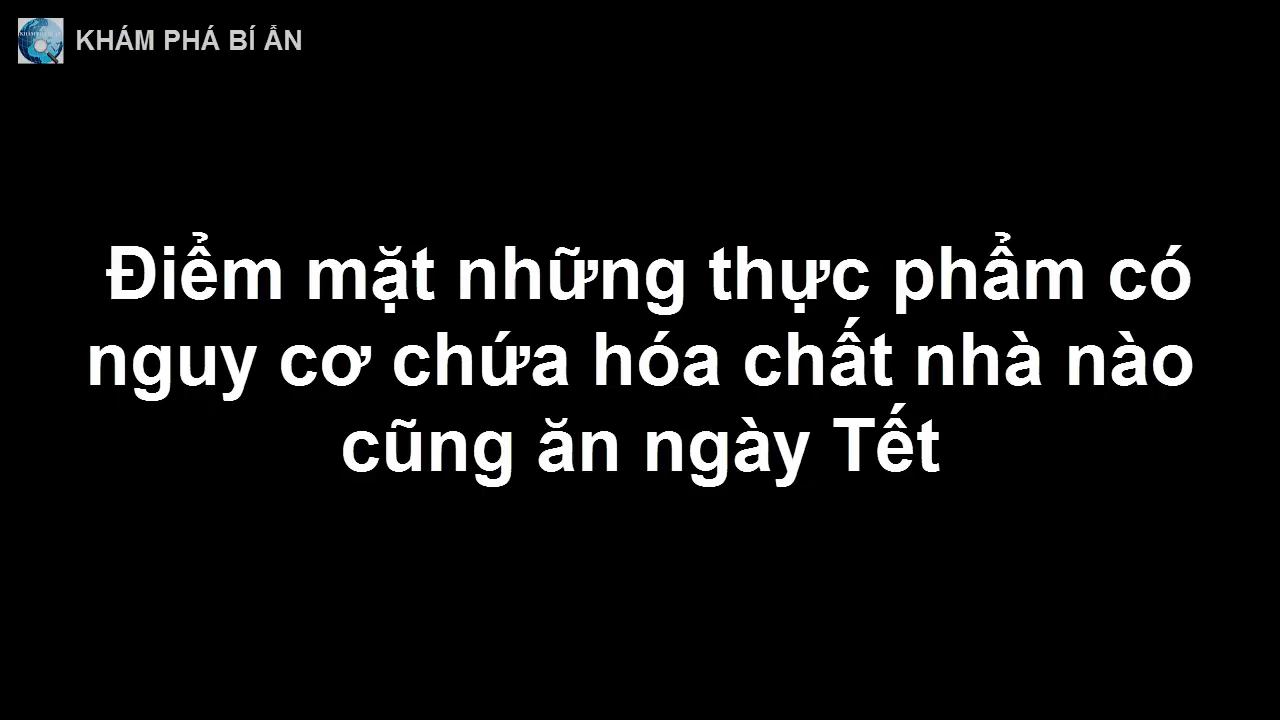 KHÁM PHÁ BÍ ẨN
Điểm mặt những thực phẩm có
nguy cơ chứa hóa chất nhà nào
cũng ăn ngày Tết